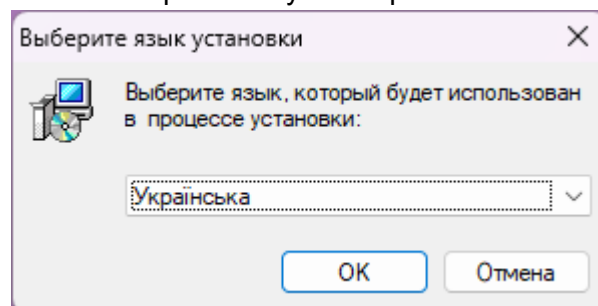 Выберите язык установки
Выберите язык, который будет использован
в процессе установки:
Українська
OK
Отмена